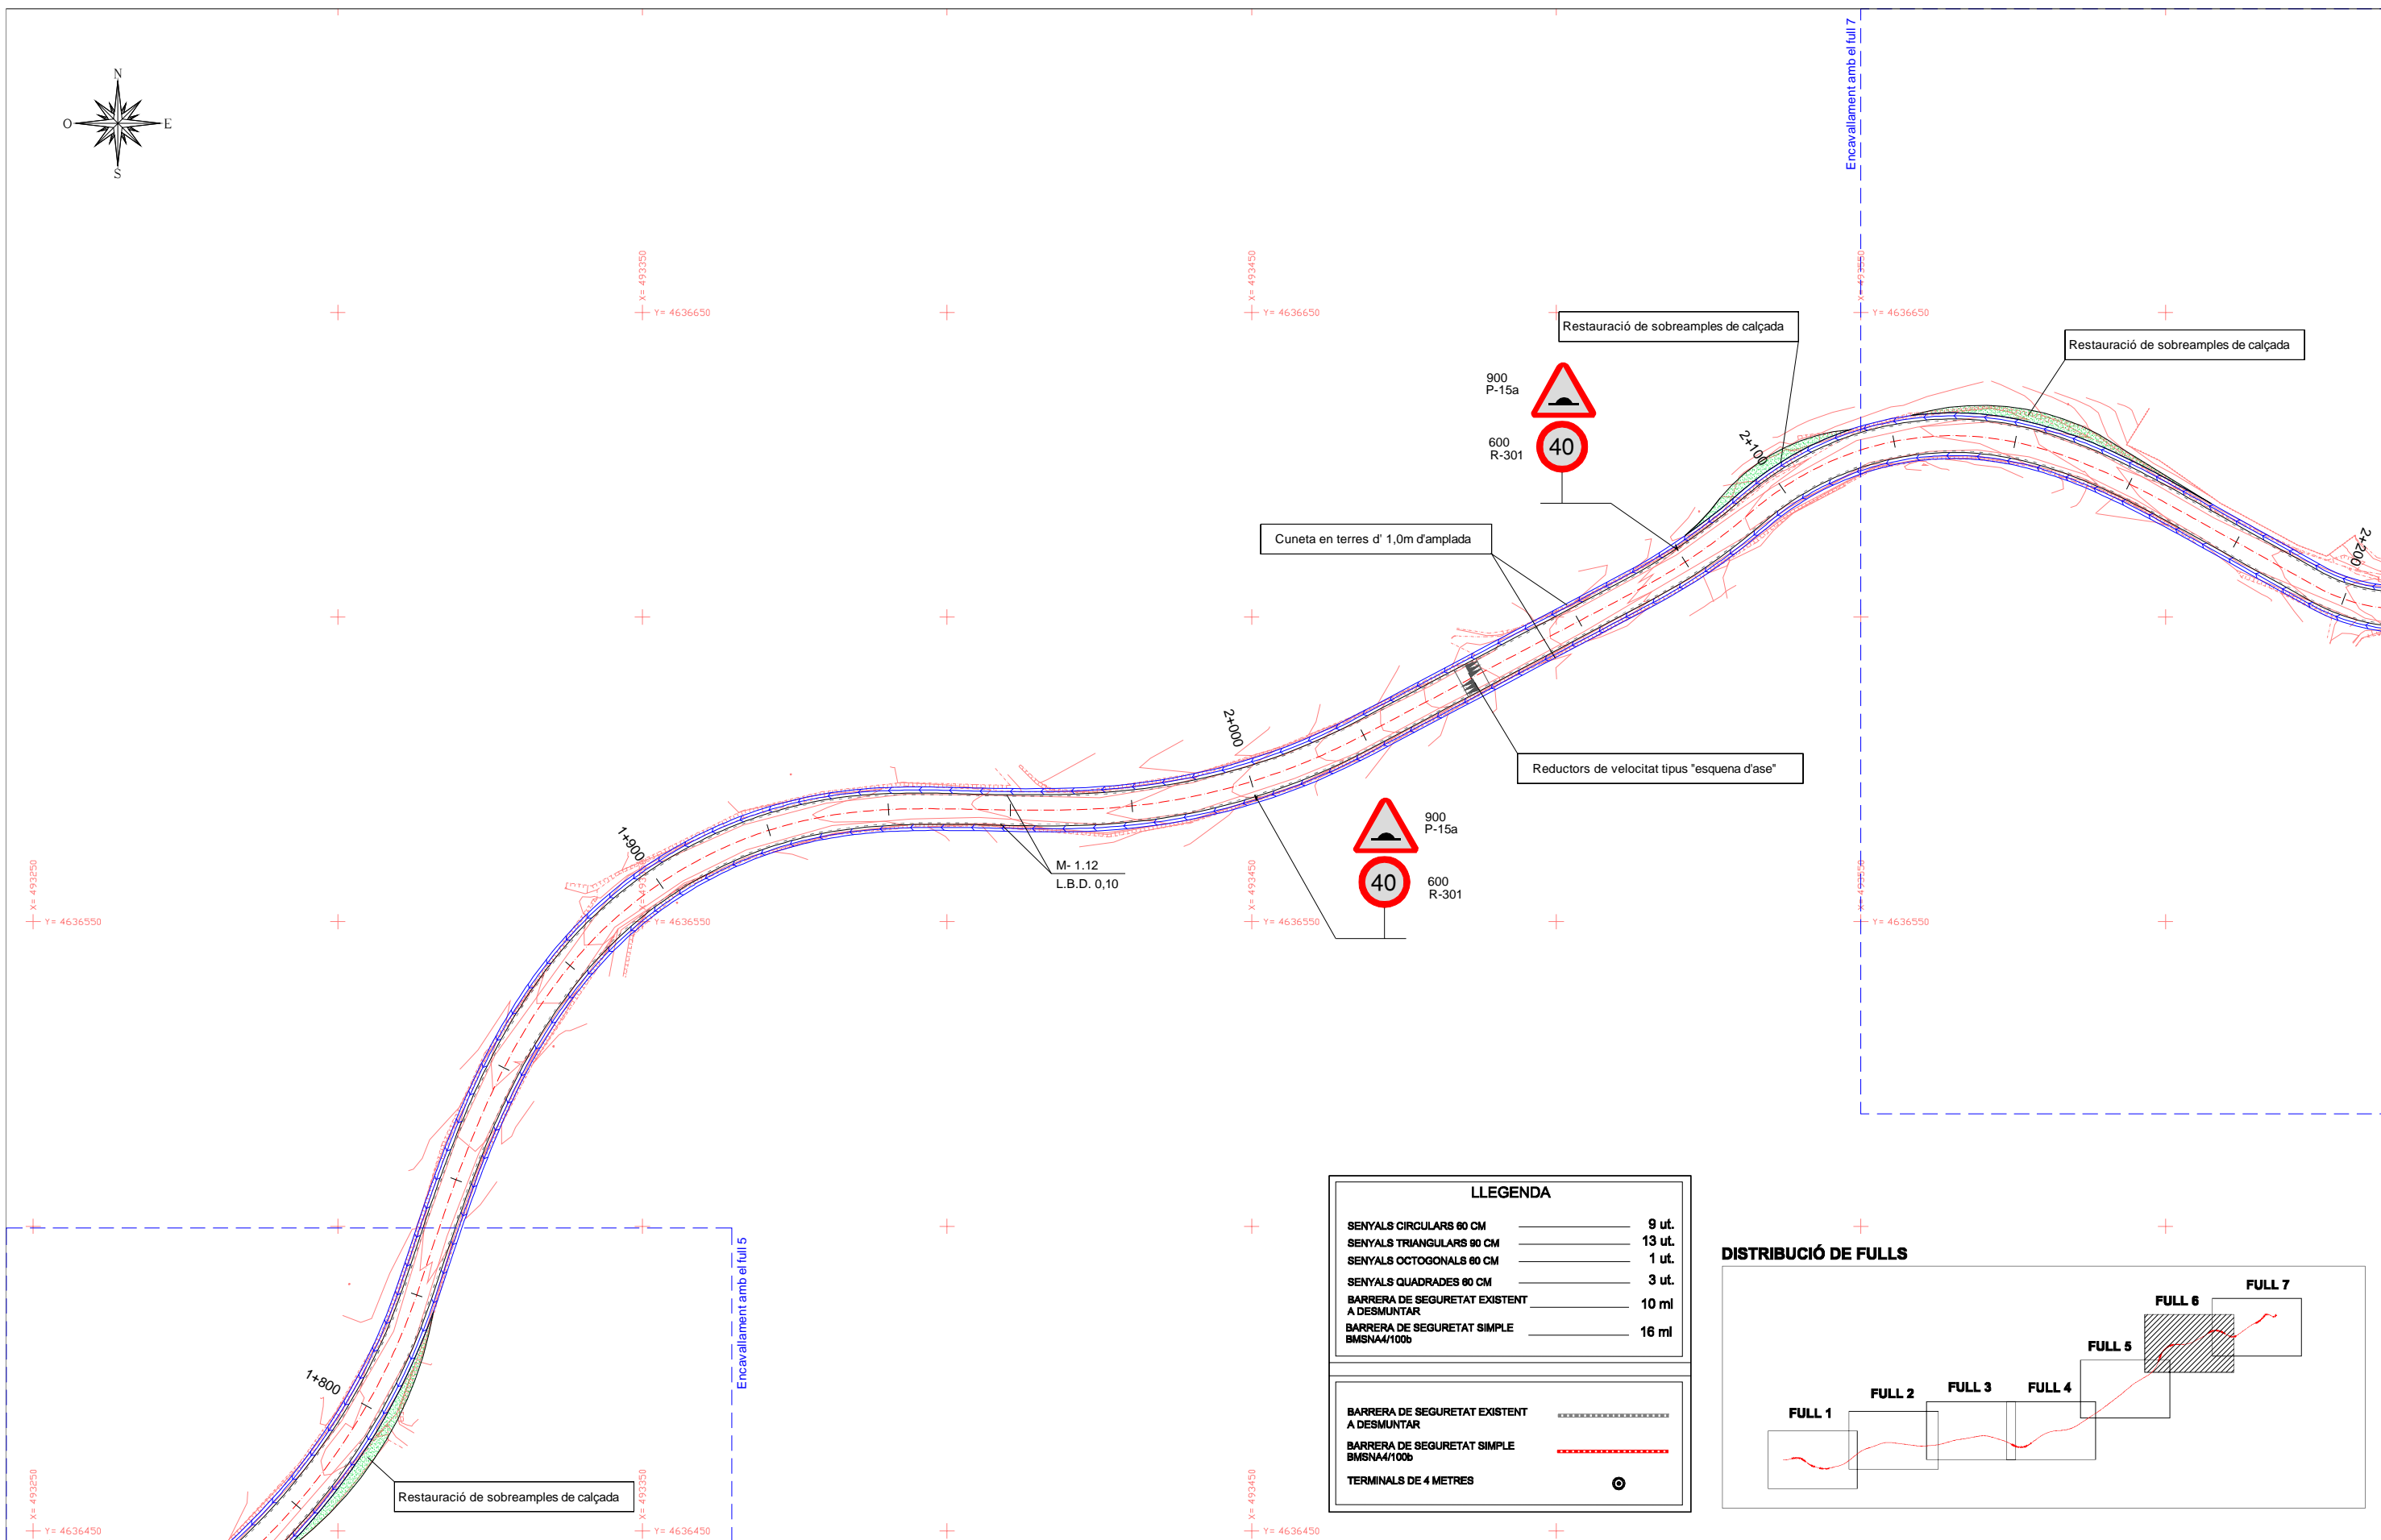 N
O
E
S
Encavallament amb el full 7
X= 493350
Y= 4636650
X= 493450
Y= 4636650
X= 493550
Y= 4636650
Restauració de sobreamples de calçada
Restauració de sobreamples de calçada
900
P-15a
600
R-301
40
2+100
2+200
Cuneta en terres d' 1,0m d'amplada
2+000
Reductors de velocitat tipus "esquena d'ase"
1+900
M- 1.12
L.B.D. 0,10
900
P-15a
40
600
R-301
X= 493250
Y= 4636550
Y= 4636550
X= 493450
Y= 4636550
X= 493550
Y= 4636550
Encavallament amb el full 5
1+800
Restauració de sobreamples de calçada
X= 493250
Y= 4636450
X= 493350
Y= 4636450
X= 493450
Y= 4636450
LLEGENDA
SENYALS CIRCULARS 60 CM 9 ut.
SENYALS TRIANGULARS 90 CM 13 ut.
SENYALS OCTOGONALS 60 CM 1 ut.
SENYALS QUADRADES 60 CM 3 ut.
BARRERA DE SEGURETAT EXISTENT
A DESMUNTAR 10 ml
BARRERA DE SEGURETAT SIMPLE
BMSNA4/100b 16 ml
BARRERA DE SEGURETAT EXISTENT
A DESMUNTAR
BARRERA DE SEGURETAT SIMPLE
BMSNA4/100b
TERMINALS DE 4 METRES
DISTRIBUCIÓ DE FULLS
FULL 1
FULL 2
FULL 3
FULL 4
FULL 5
FULL 6
FULL 7